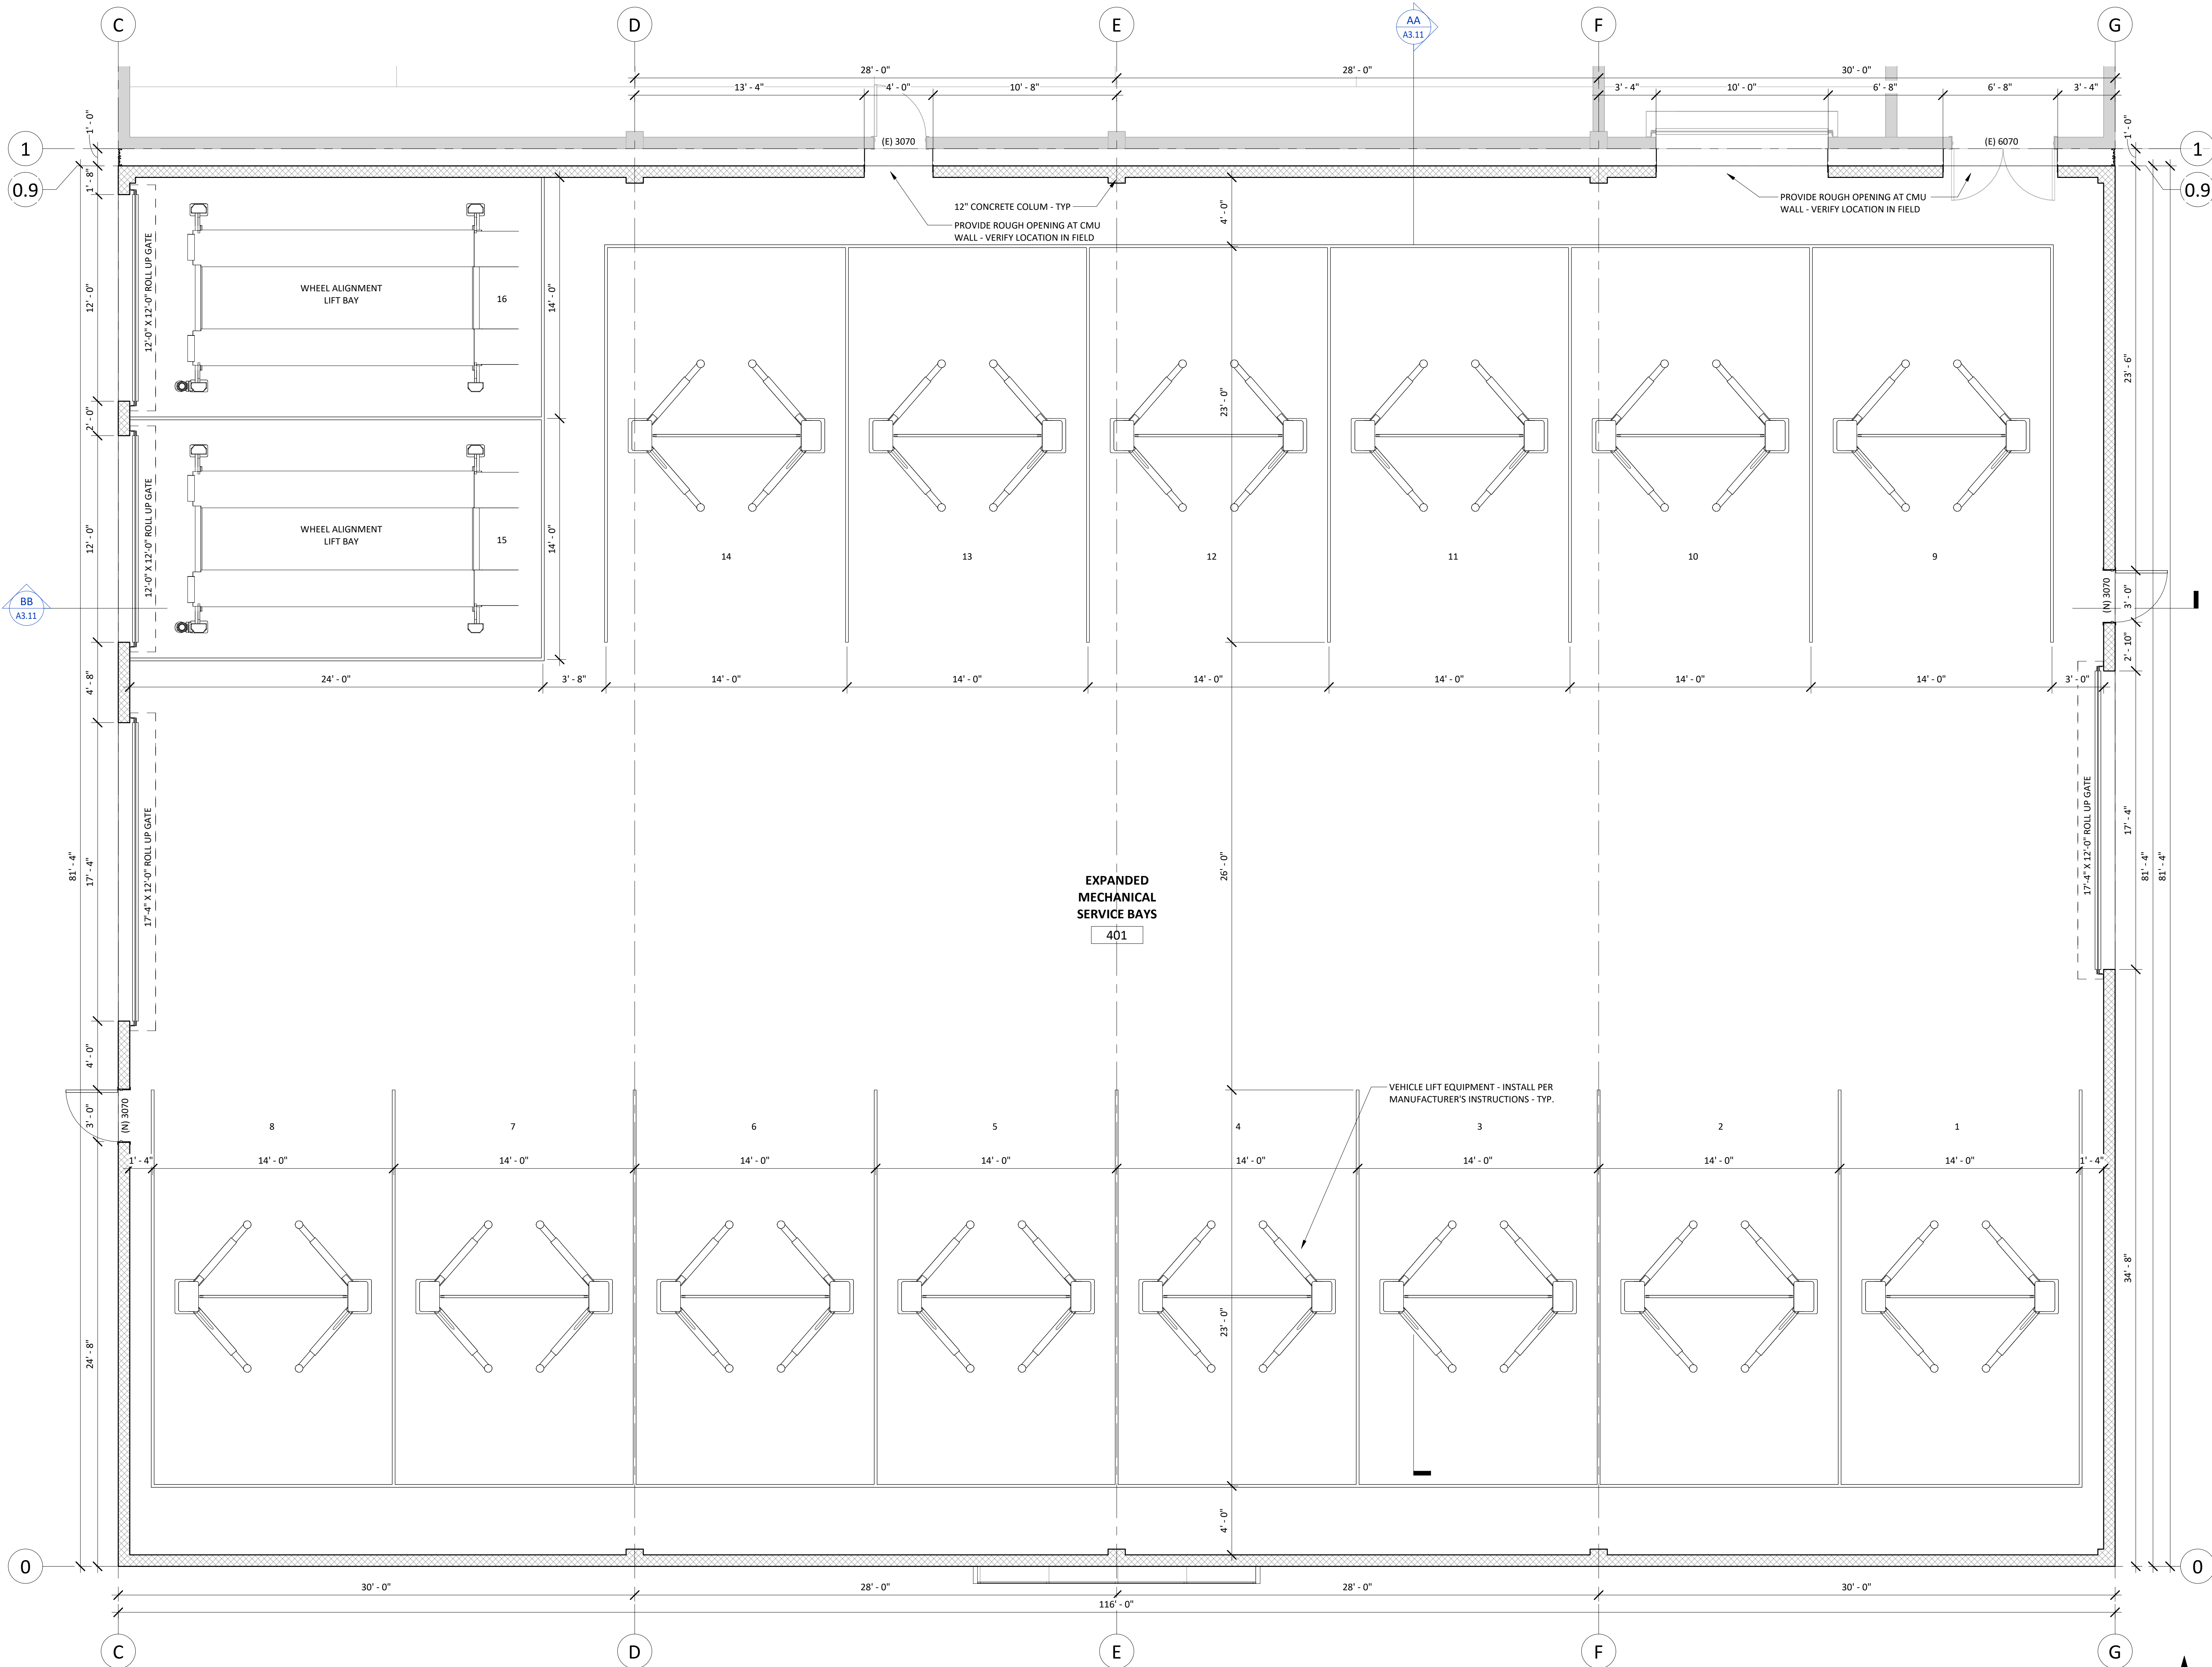 C
D
E
AA
A3.11
F
G
28' - 0"
28' - 0"
30' - 0"
13' - 4"
4' - 0"
10' - 8"
3' - 4"
10' - 0"
6' - 8"
6' - 8"
3' - 4"
1' - 0"
1' - 0"
1
(E) 3070
(E) 6070
1
0.9
1' - 8"
0.9
12" CONCRETE COLUM - TYP
PROVIDE ROUGH OPENING AT CMU
WALL - VERIFY LOCATION IN FIELD
4' - 0"
PROVIDE ROUGH OPENING AT CMU
WALL - VERIFY LOCATION IN FIELD
12' - 0"
12'-0" X 12'-0" ROLL UP GATE
WHEEL ALIGNMENT
LIFT BAY
16
14' - 0"
23' - 6"
2' - 0"
23' - 0"
12' - 0"
12'-0" X 12'-0" ROLL UP GATE
WHEEL ALIGNMENT
LIFT BAY
15
14' - 0"
14
13
12
11
10
9
BB
A3.11
(N) 3070
3' - 0"
2' - 10"
4' - 8"
24' - 0"
3' - 8"
14' - 0"
14' - 0"
14' - 0"
14' - 0"
14' - 0"
14' - 0"
3' - 0"
81' - 4"
17' - 4"
17'-4" X 12'-0" ROLL UP GATE
26' - 0"
EXPANDED
MECHANICAL
SERVICE BAYS
401
17'-4" X 12'-0" ROLL UP GATE
17' - 4"
81' - 4"
81' - 4"
4' - 0"
VEHICLE LIFT EQUIPMENT - INSTALL PER
MANUFACTURER'S INSTRUCTIONS - TYP.
3' - 0"
(N) 3070
8
7
6
5
4
3
2
1
1' - 4"
14' - 0"
14' - 0"
14' - 0"
14' - 0"
14' - 0"
14' - 0"
14' - 0"
14' - 0"
1' - 4"
24' - 8"
23' - 0"
34' - 8"
4' - 0"
0
0
30' - 0"
28' - 0"
28' - 0"
30' - 0"
116' - 0"
C
D
E
F
G